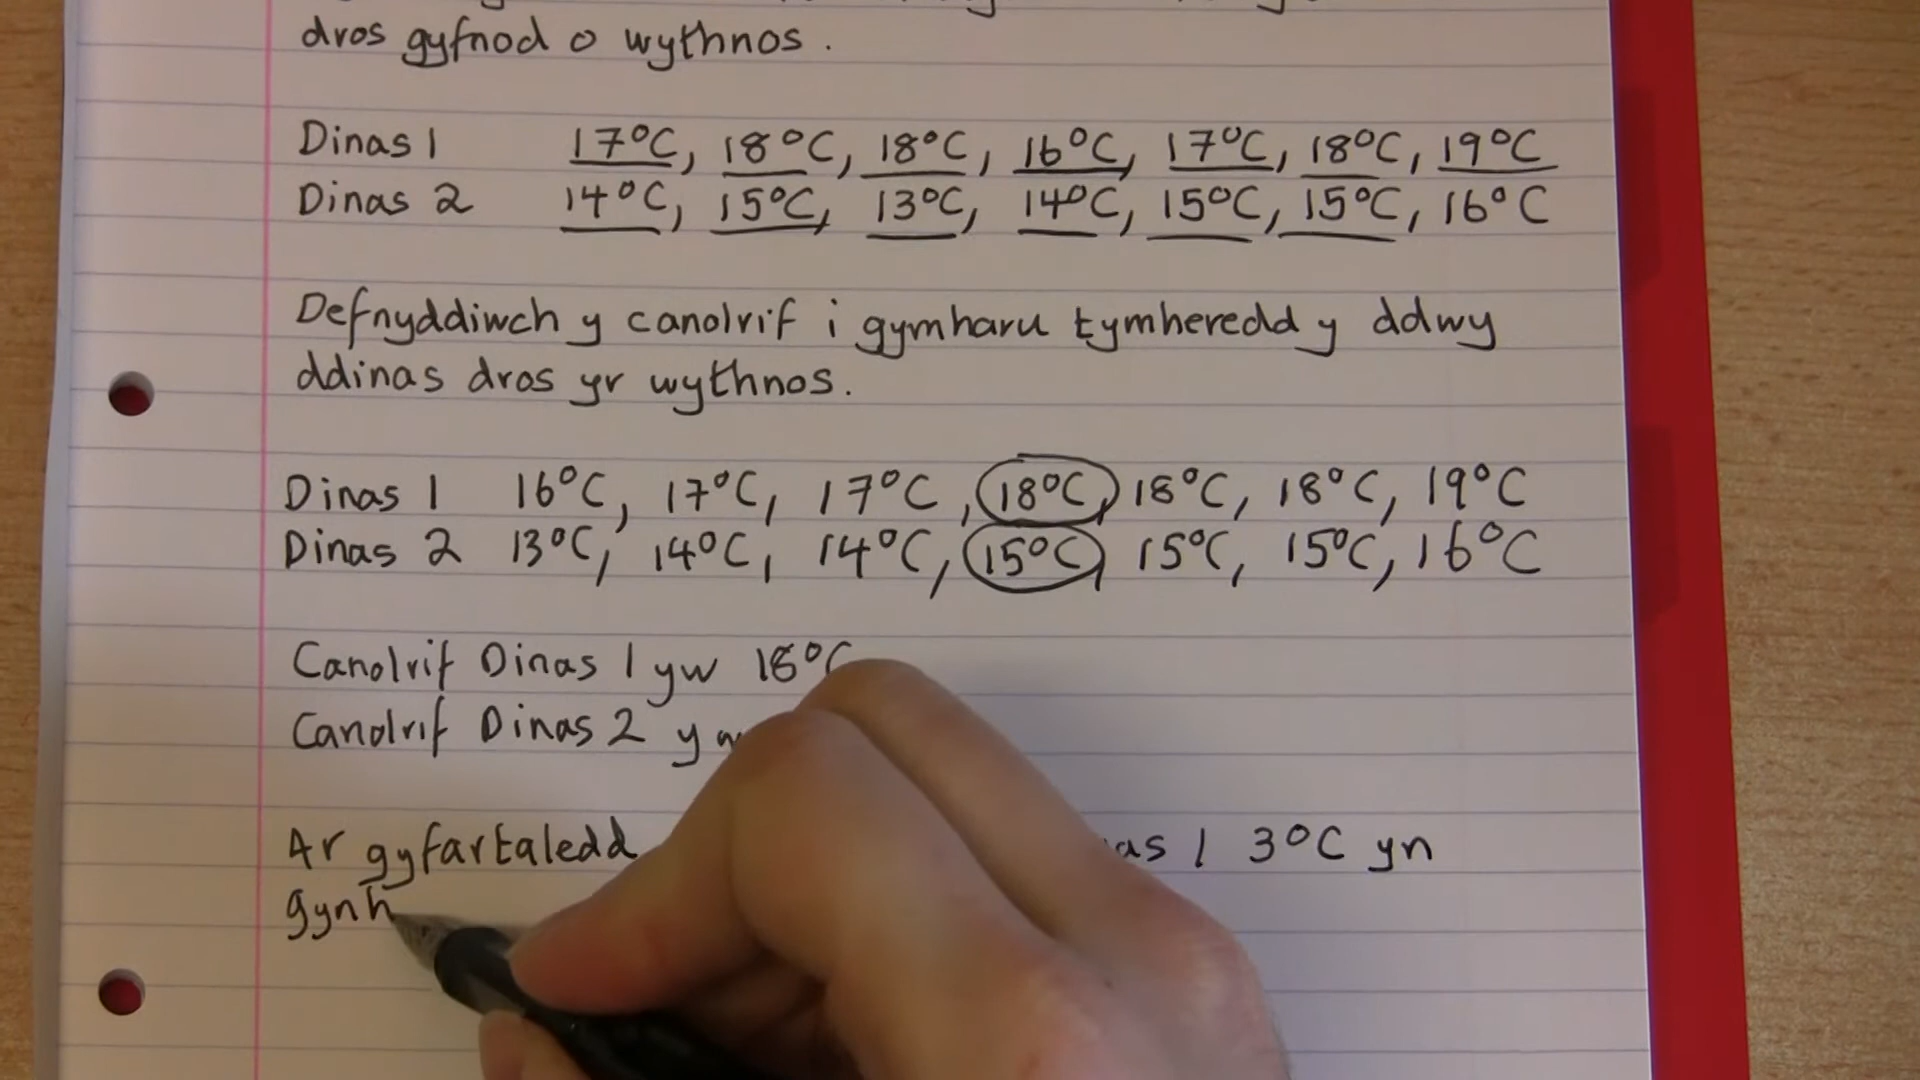 dros gyfnod o wythnos.
Dinas 1 17°C, 18°C, 18°C, 16°C, 17°C, 18°C, 19°C
Dinas 2 14°C, 15°C, 13°C, 14°C, 15°C, 15°C, 16°C
Defnyddiwch y canolrif i gymharu tymheredd y ddwy
ddinas dros yr wythnos.
Dinas 1 16°C, 17°C, 17°C, 18°C, 18°C, 18°C, 19°C
Dinas 2 13°C, 14°C, 14°C, 15°C, 15°C, 15°C, 16°C
Canolrif Dinas 1 yw 18°C
Canolrif Dinas 2 yw
Ar gyfartaledd as 1 3°C yn
gynh